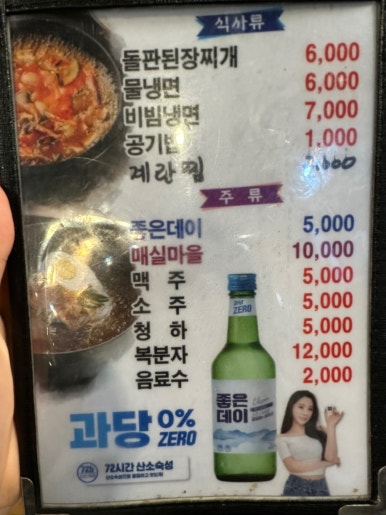 식사류
돌판된장찌개 6,000
물냉면 6,000
비빔냉면 7,000
공기밥 1,000
계란찜
주류
좋은데이 5,000
매실마을 10,000
맥주 5,000
소주 5,000
청하 5,000
복분자 12,000
음료수 2,000
좋은데이
ZERO
과당 0% ZERO
72시간 산소숙성